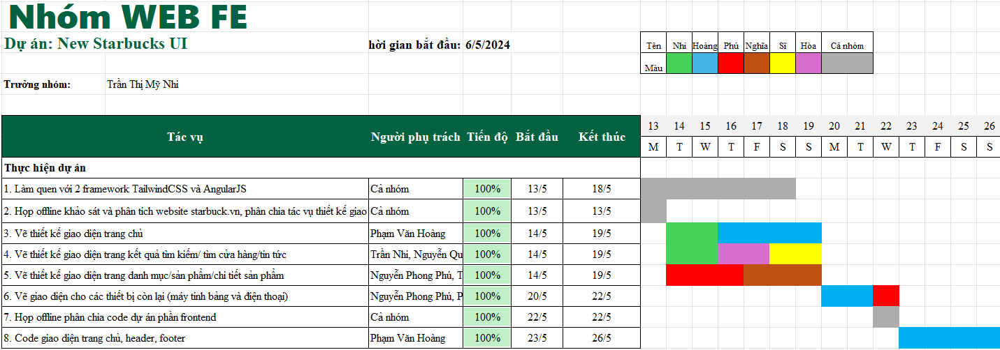 Nhóm WEB FE
Dự án: New Starbucks UI hời gian bắt đầu: 6/5/2024
Tên Nhi Hoàng Phú Nghĩa Sĩ Hòa Cả nhóm
Màu
Trưởng nhóm: Trần Thị Mỹ Nhi
Tác vụ Người phụ trách Tiến độ Bắt đầu Kết thúc 13 14 15 16 17 18 19 20 21 22 23 24 25 26
M T W T F S S M T W T F S S
Thực hiện dự án
1. Làm quen với 2 framework TailwindCSS và AngularJS Cả nhóm 100% 13/5 18/5
2. Họp offline khảo sát và phân tích website starbuck.vn, phân chia tác vụ thiết kế giao Cả nhóm 100% 13/5 13/5
3. Vẽ thiết kế giao diện trang chủ Phạm Văn Hoàng 100% 14/5 19/5
4. Vẽ thiết kế giao diện trang kết quả tìm kiếm/ tìm cửa hàng/tin tức Trần Nhi, Nguyễn Qu 100% 14/5 19/5
5. Vẽ thiết kế giao diện trang danh mục/sản phẩm/chi tiết sản phẩm Nguyễn Phong Phú, T 100% 14/5 19/5
6. Vẽ giao diện cho các thiết bị còn lại (máy tính bảng và điện thoại) Nguyễn Phong Phú, P 100% 20/5 22/5
7. Họp offline phân chia code dự án phần frontend Cả nhóm 100% 22/5 22/5
8. Code giao diện trang chủ, header, footer Phạm Văn Hoàng 100% 23/5 26/5